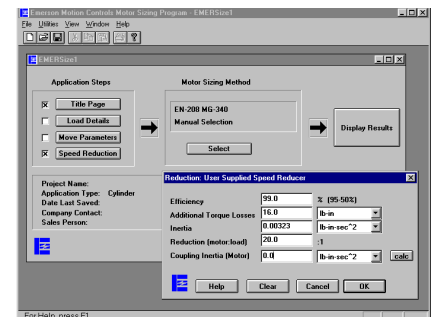 Emerson Motion Controls Motor Sizing Program - EMERSize1
File Utilities View Window Help
EMERSize1
Application Steps
Motor Sizing Method
Title Page
Load Details
Move Parameters
Speed Reduction
EN-208 MG-340
Manual Selection
Select
Display Results
Project Name:
Application Type: Cylinder
Date Last Saved:
Company Contact:
Sales Person:
Reduction: User Supplied Speed Reducer
Efficiency 99.0 % (95-50%)
Additional Torque Losses 16.0 lb-in
Inertia 0.00323 lb-in-sec^2
Reduction (motor:load) 20.0 :1
Coupling Inertia (Motor) 0.0 lb-in-sec^2 calc
Help Clear Cancel OK
For Help, press F1